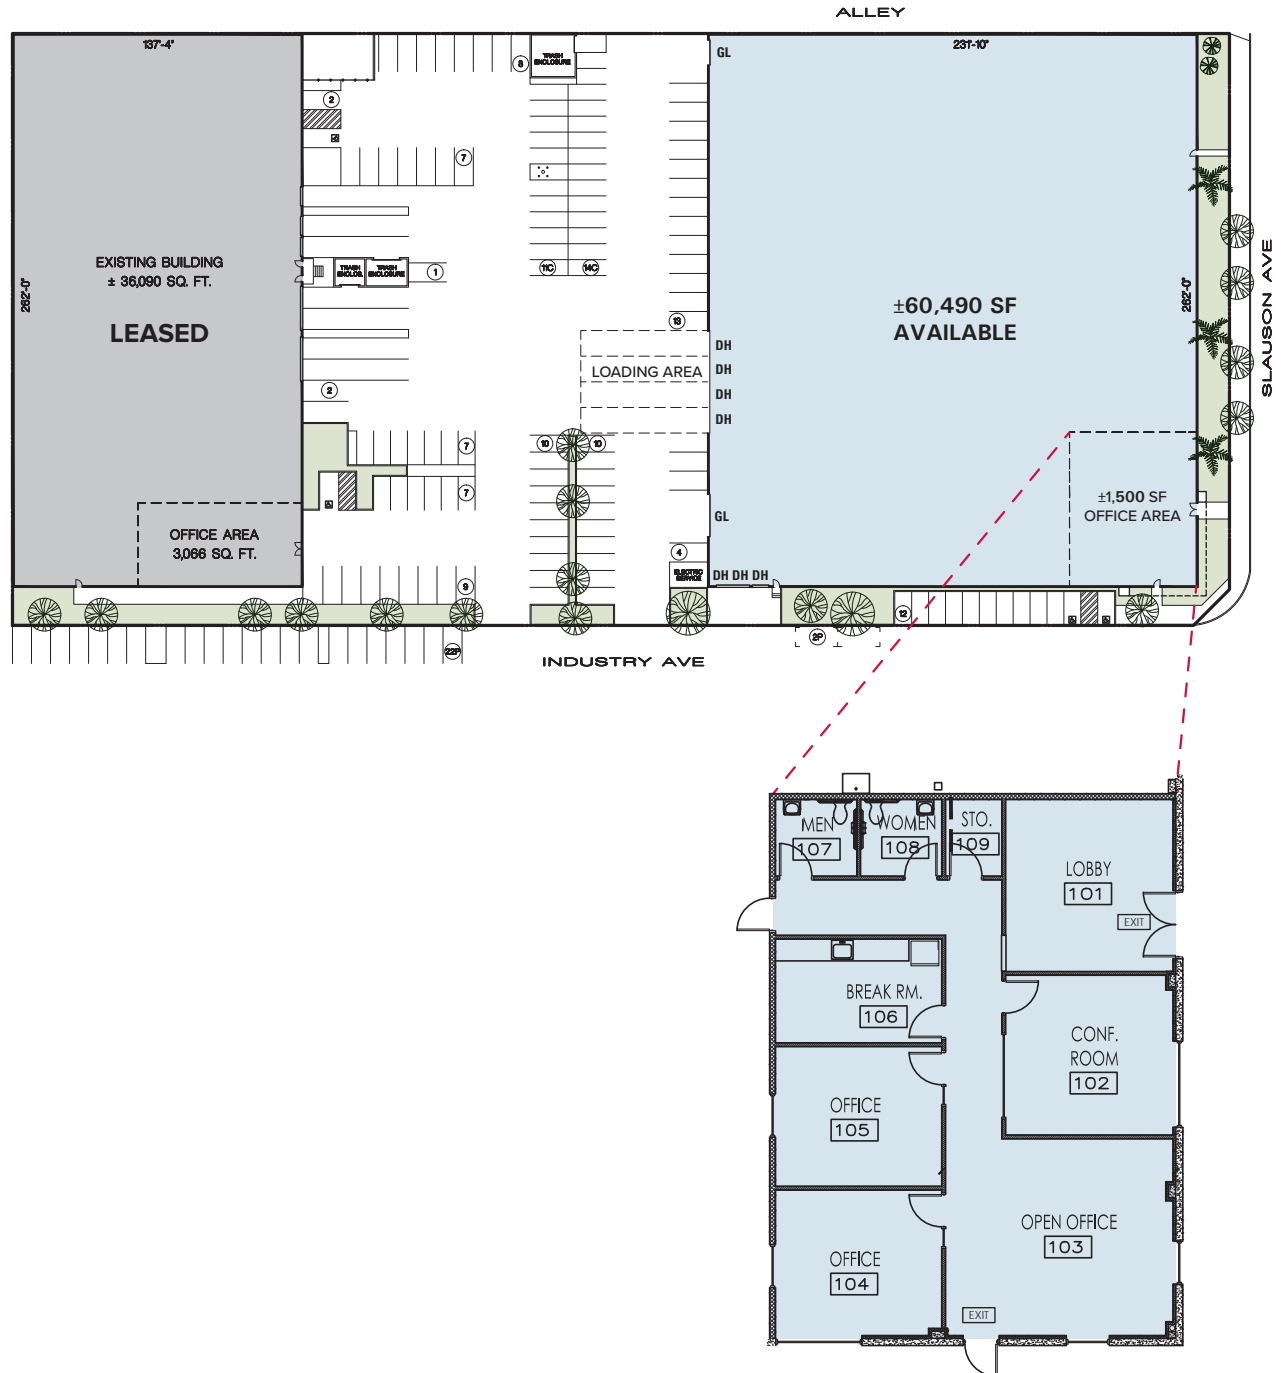 ALLEY
137'-4"
231'-10"
GL
TRASH
ENCLOSURE
8
2
7
EXISTING BUILDING
± 36,090 SQ. FT.
LEASED
262'-0"
TRASH
ENCLOS.
TRASH
ENCLOSURE
1
11C
14C
13
±60,490 SF
AVAILABLE
262'-0"
SLAUSON AVE
DH
DH
DH
DH
LOADING AREA
2
7
7
10
10
GL
±1,500 SF
OFFICE AREA
OFFICE AREA
3,066 SQ. FT.
4
ELECTRIC
SERVICE
DH DH DH
9
13
22P
2P
INDUSTRY AVE
MEN
107
WOMEN
108
STO.
109
LOBBY
101
EXIT
BREAK RM.
106
CONF.
ROOM
102
OFFICE
105
OPEN OFFICE
103
OFFICE
104
EXIT